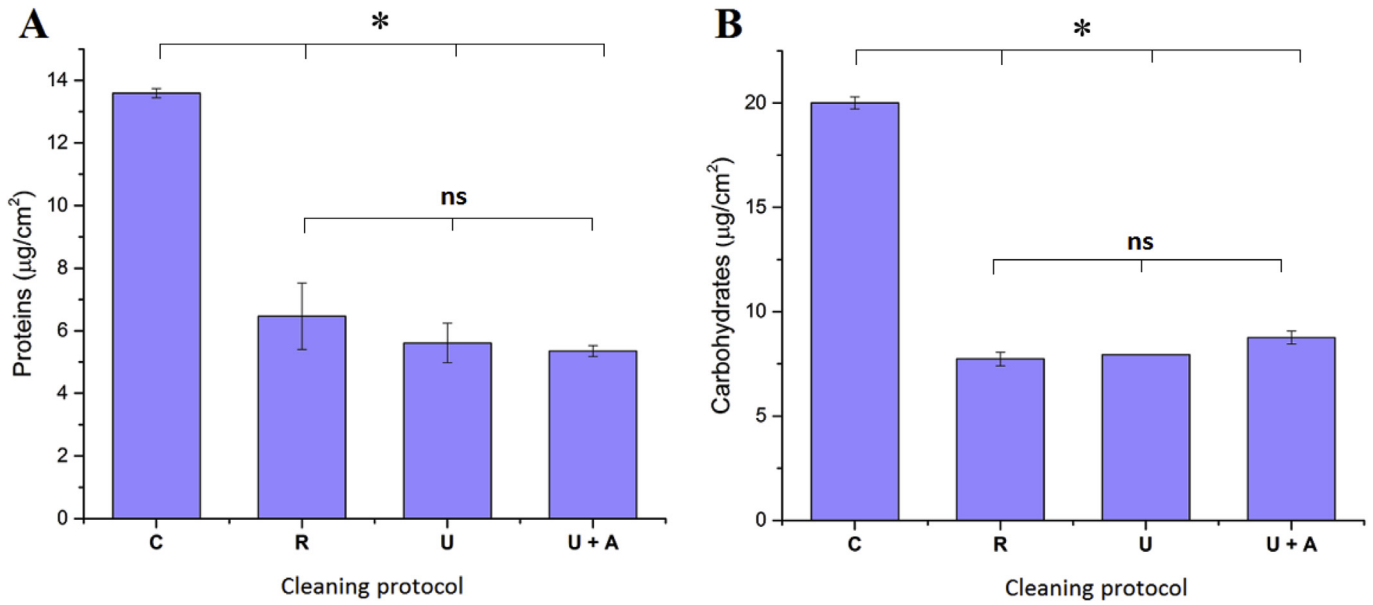 A
*
Proteins (µg/cm²)
14
12
10
8
6
4
2
0
ns
C R U U + A
Cleaning protocol
B
*
Carbohydrates (µg/cm²)
20
15
10
5
0
ns
C R U U + A
Cleaning protocol